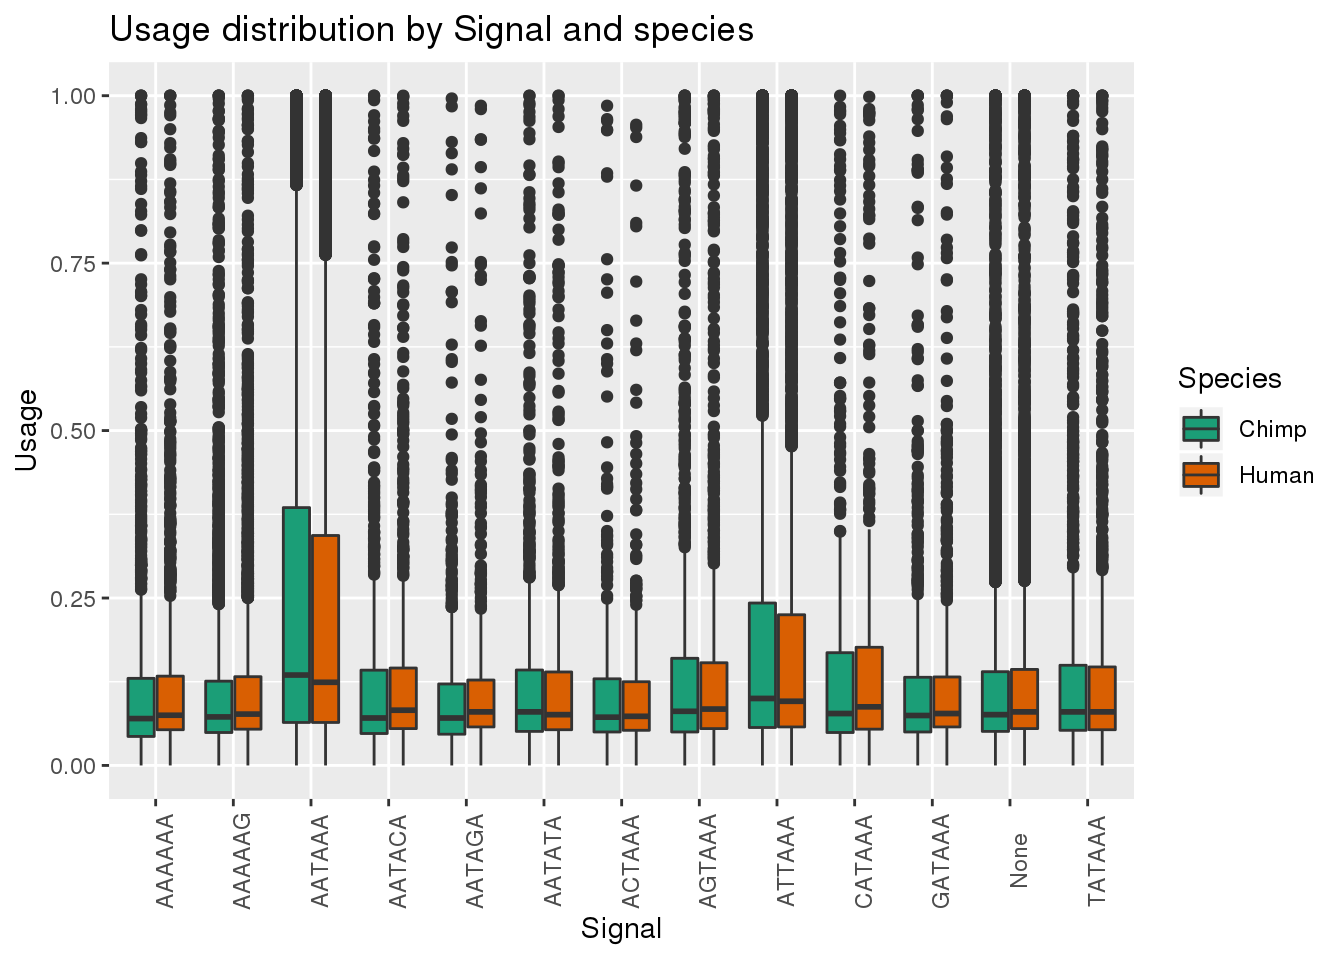 Usage distribution by Signal and species
1.00
0.75
0.50
0.25
0.00
Usage
AAAAAA
AAAAAG
AATAAA
AATACA
AATAGA
AATATA
ACTAAA
AGTAAA
ATTAAA
CATAAA
GATAAA
None
TATAAA
Signal
Species
Chimp
Human